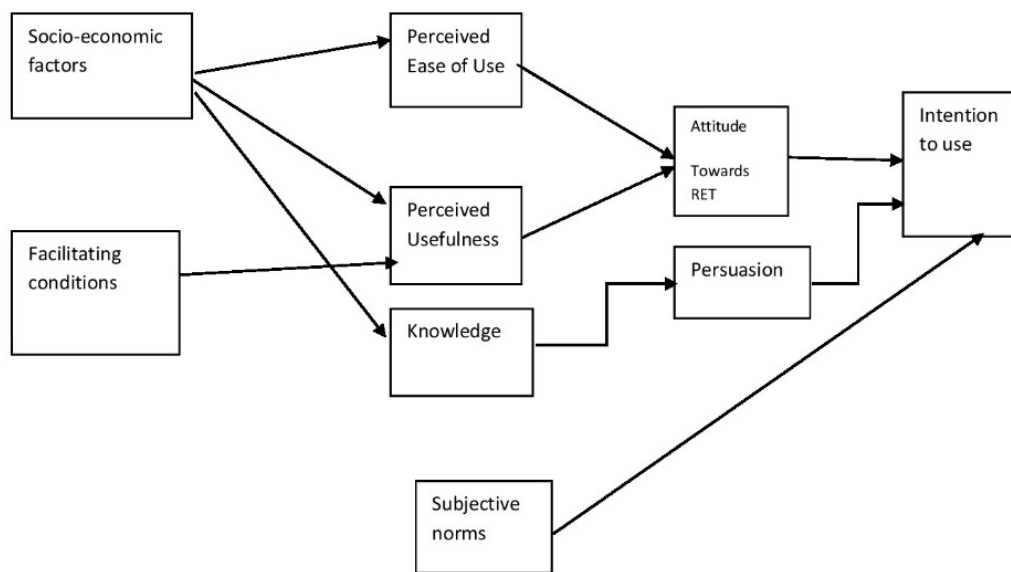 Socio-economic
factors
Perceived
Ease of Use
Attitude
Towards
RET
Intention
to use
Perceived
Usefulness
Facilitating
conditions
Persuasion
Knowledge
Subjective
norms